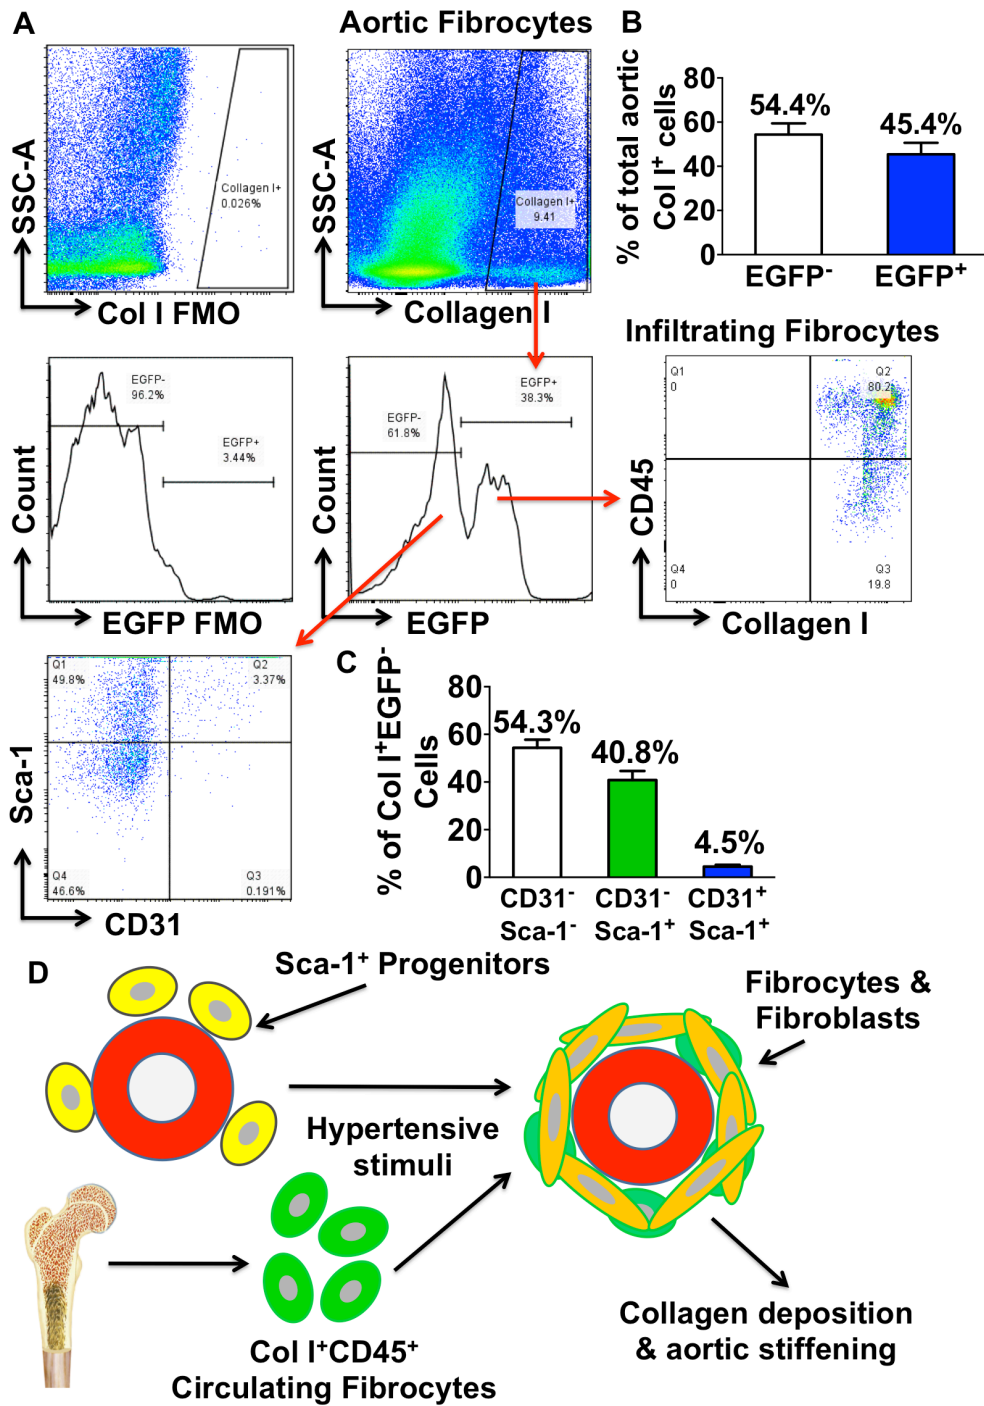 A
Aortic Fibrocytes
SSC-A
Collagen I+
0.026%
Col I FMO
SSC-A
Collagen I+
9.41
Collagen I
B
% of total aortic
Col I⁺ cells
80
60
40
20
0
54.4%
45.4%
EGFP⁻
EGFP⁺
Count
EGFP-
96.2%
EGFP+
3.44%
EGFP FMO
Count
EGFP-
61.8%
EGFP+
38.3%
EGFP
Infiltrating Fibrocytes
CD45
Q1
0
Q2
80.2
Q4
0
Q3
19.8
Collagen I
Sca-1
Q1
49.8%
Q2
3.37%
Q4
46.6%
Q3
0.191%
CD31
C
% of Col I⁺EGFP⁻
Cells
80
60
40
20
0
54.3%
40.8%
4.5%
CD31⁻
Sca-1⁻
CD31⁻
Sca-1⁺
CD31⁺
Sca-1⁺
D
Sca-1⁺ Progenitors
Fibrocytes &
Fibroblasts
Hypertensive
stimuli
Col I⁺CD45⁺
Circulating Fibrocytes
Collagen deposition
& aortic stiffening